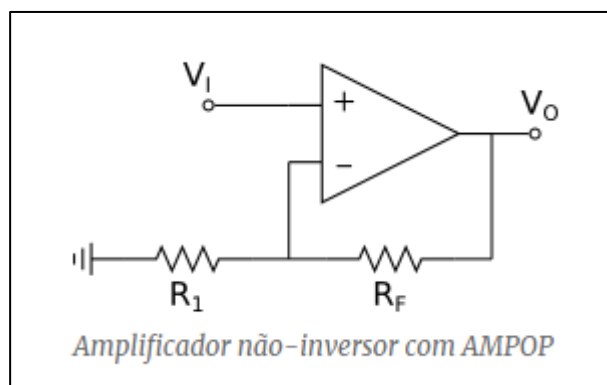 V_I
+
V_O
−
R_1
R_F
Amplificador não-inversor com AMPOP